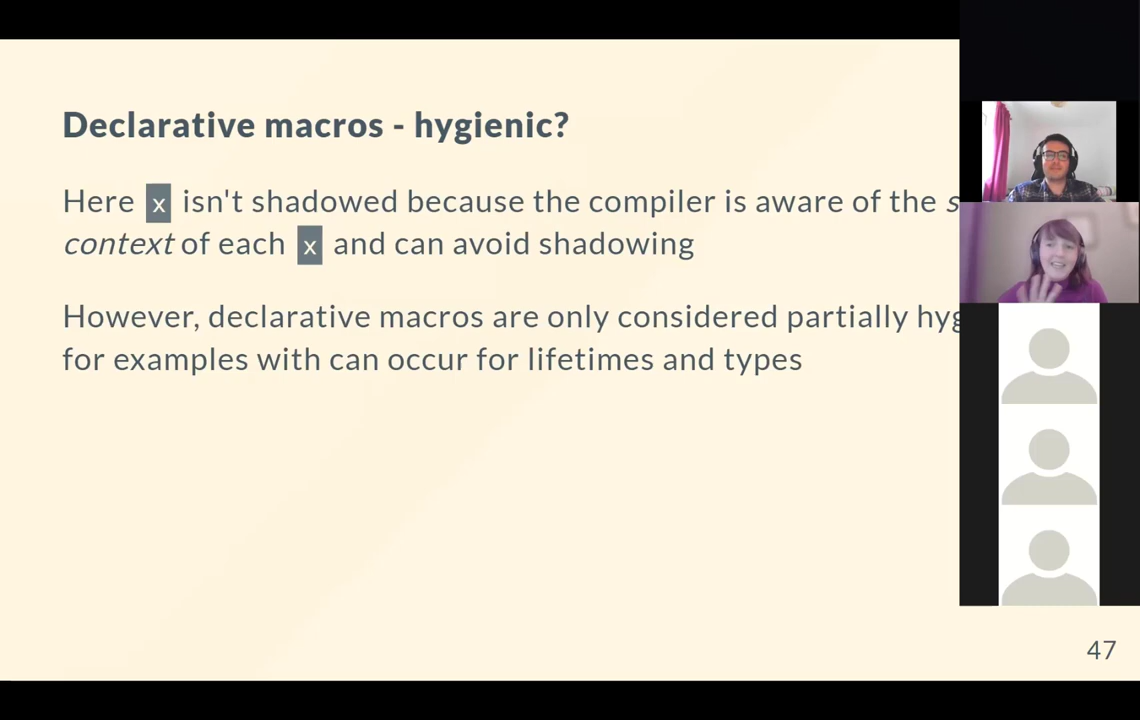 Declarative macros - hygienic?
Here x isn't shadowed because the compiler is aware of the
context of each x and can avoid shadowing
However, declarative macros are only considered partially
for examples with can occur for lifetimes and types
47